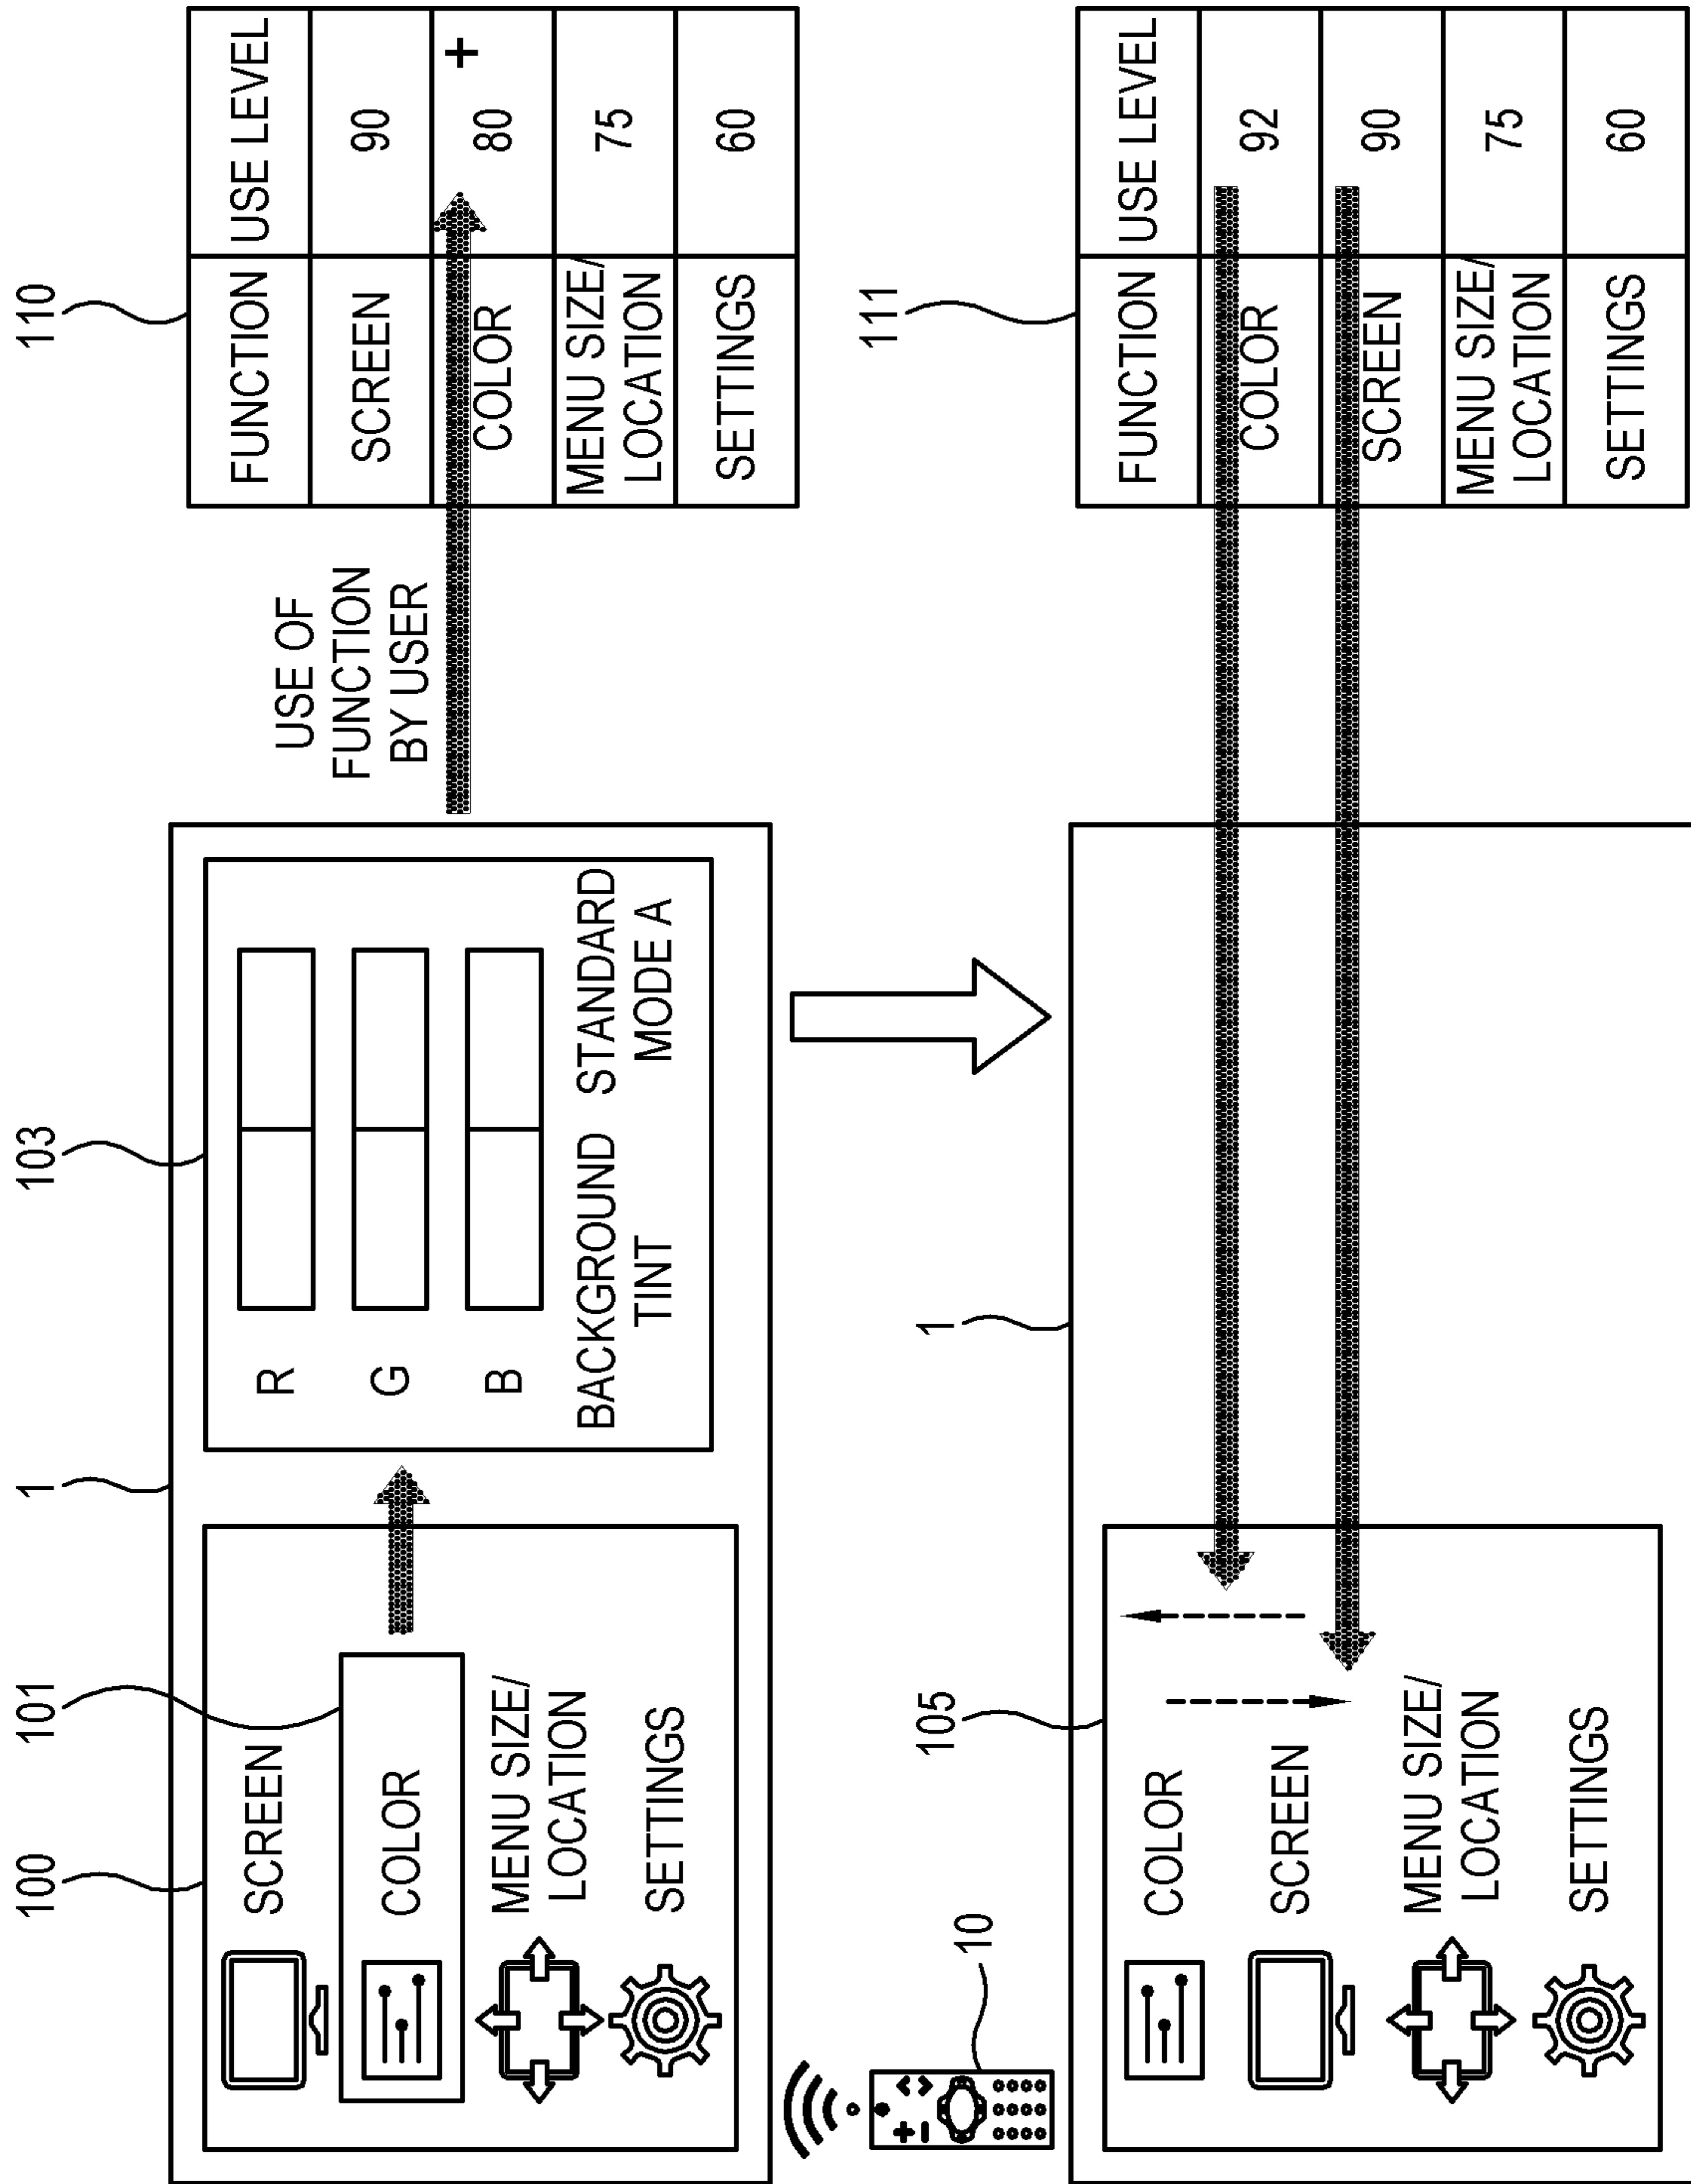 100
101
1
103
110
SCREEN
COLOR
MENU SIZE/
LOCATION
SETTINGS
R
G
B
BACKGROUND STANDARD
TINT MODE A
USE OF
FUNCTION
BY USER
FUNCTION USE LEVEL
SCREEN 90
COLOR 80 +
MENU SIZE/
LOCATION 75
SETTINGS 60
10
105
1
111
COLOR
SCREEN
MENU SIZE/
LOCATION
SETTINGS
FUNCTION USE LEVEL
COLOR 92
SCREEN 90
MENU SIZE/
LOCATION 75
SETTINGS 60